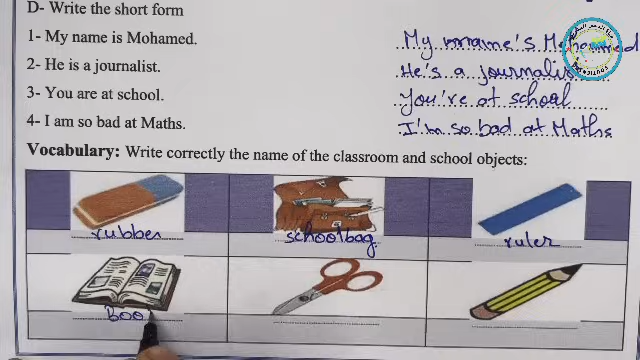 D- Write the short form
1- My name is Mohamed.
My name's Mohammed
2- He is a journalist.
He's a journalis
3- You are at school.
You're at school
4- I am so bad at Maths.
I'm so bad at Maths
Vocabulary: Write correctly the name of the classroom and school objects:
rubber schoolbag ruler
Boo